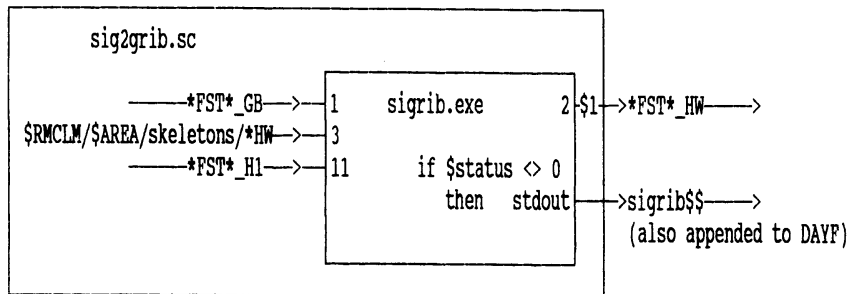 sig2grib.sc
*FST*_GB 1 sigrib.exe 2 $1 *FST*_HW
$RMCLM/$AREA/skeletons/*HW 3
*FST*_H1 11 if $status <> 0
then stdout sigrib$$
(also appended to DAYF)